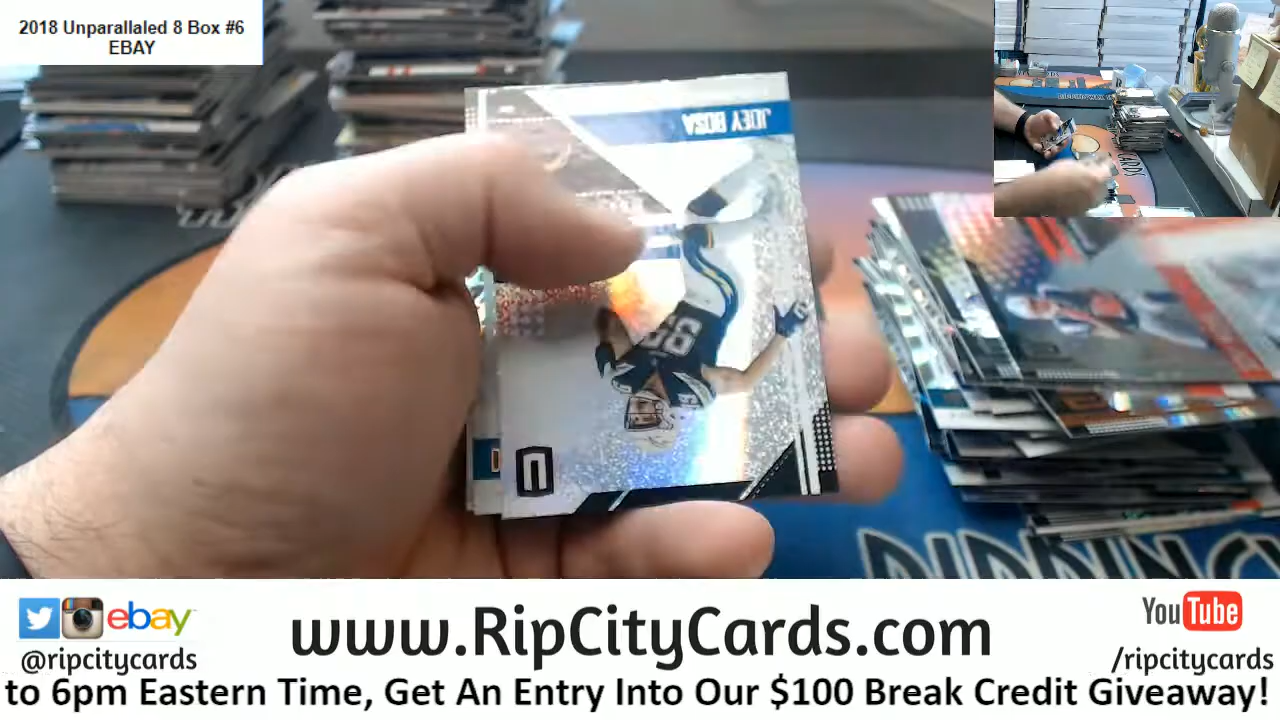 2018 Unparallaled 8 Box #6
EBAY
JOEY BOSA
U
CARDS
ebay
@ripcitycards
www.RipCityCards.com
YouTube
/ripcitycards
to 6pm Eastern Time, Get An Entry Into Our $100 Break Credit Giveaway!